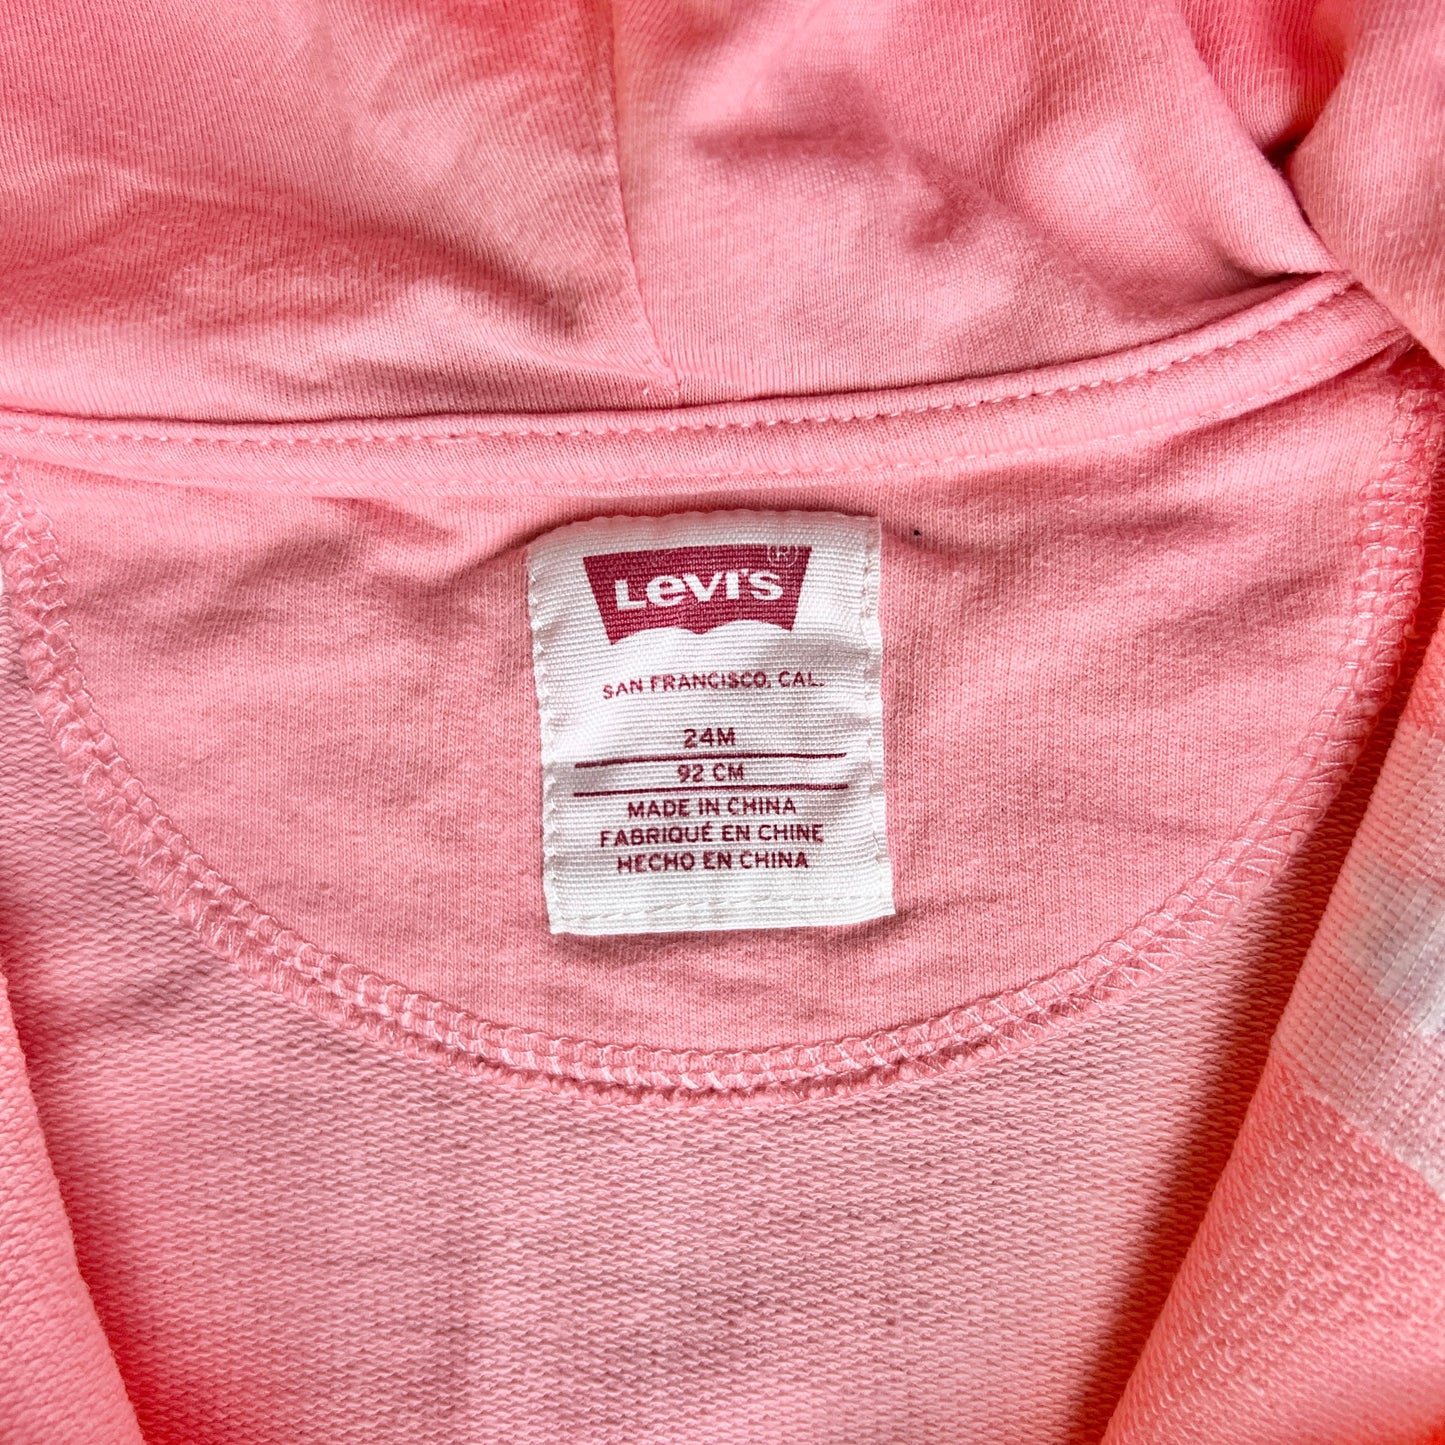 Levi's ®
SAN FRANCISCO, CAL.
24M
92 CM
MADE IN CHINA
FABRIQUÉ EN CHINE
HECHO EN CHINA